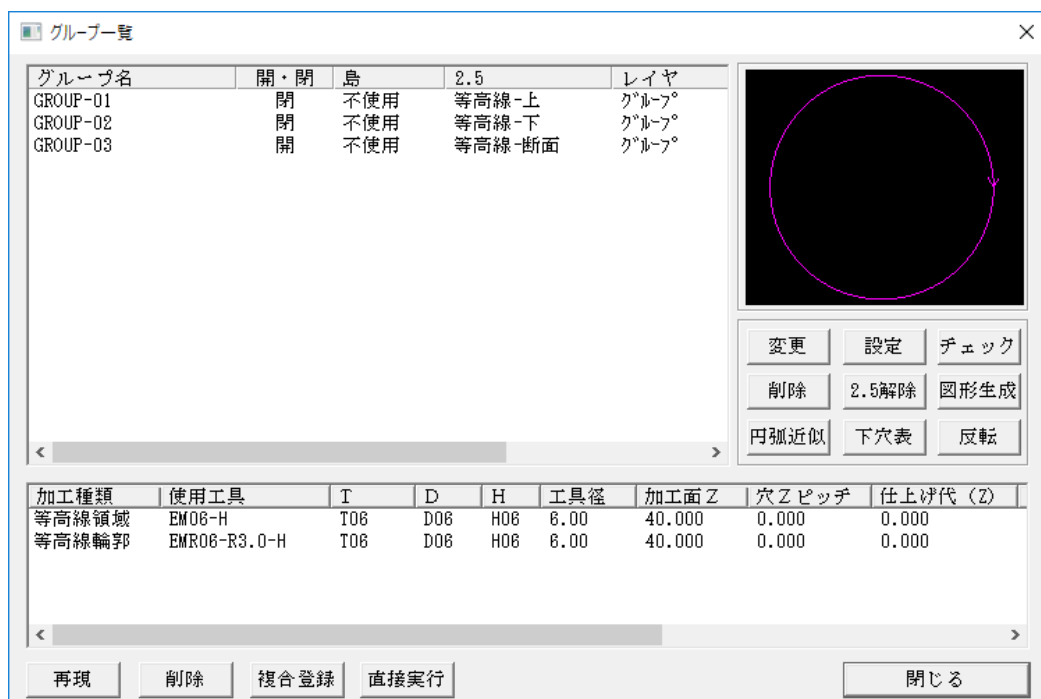 グループ一覧
グループ名 開・閉 島 2.5 レイヤ
GROUP-01 閉 不使用 等高線-上 ｸﾞﾙｰﾌﾟ
GROUP-02 閉 不使用 等高線-下 ｸﾞﾙｰﾌﾟ
GROUP-03 開 不使用 等高線-断面 ｸﾞﾙｰﾌﾟ
変更 設定 チェック
削除 2.5解除 図形生成
円弧近似 下穴表 反転
加工種類 使用工具 T D H 工具径 加工面Z 穴Zピッチ 仕上げ代（Z）
等高線領域 EM06-H T06 D06 H06 6.00 40.000 0.000 0.000
等高線輪郭 EMR06-R3.0-H T06 D06 H06 6.00 40.000 0.000 0.000
再現 削除 複合登録 直接実行 閉じる